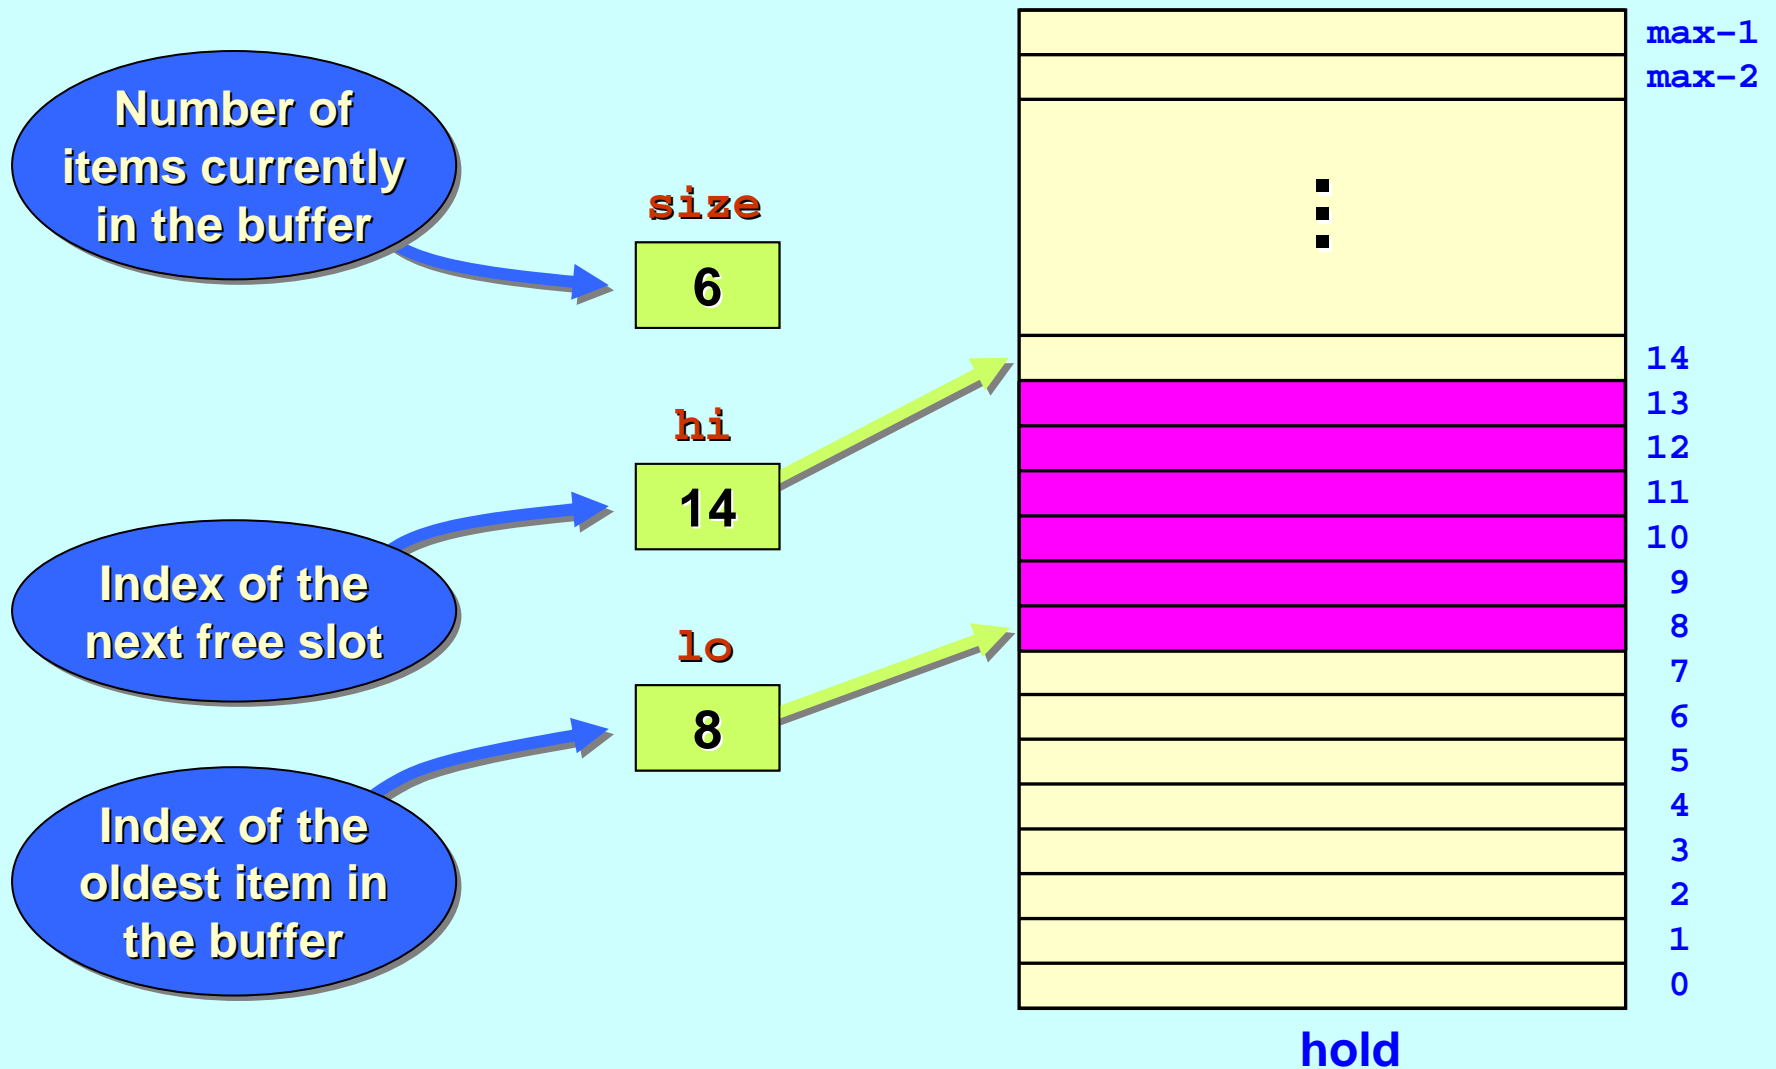 Number of
items currently
in the buffer
size
6
hi
14
Index of the
next free slot
lo
8
Index of the
oldest item in
the buffer
max-1
max-2
14
13
12
11
10
9
8
7
6
5
4
3
2
1
0
hold